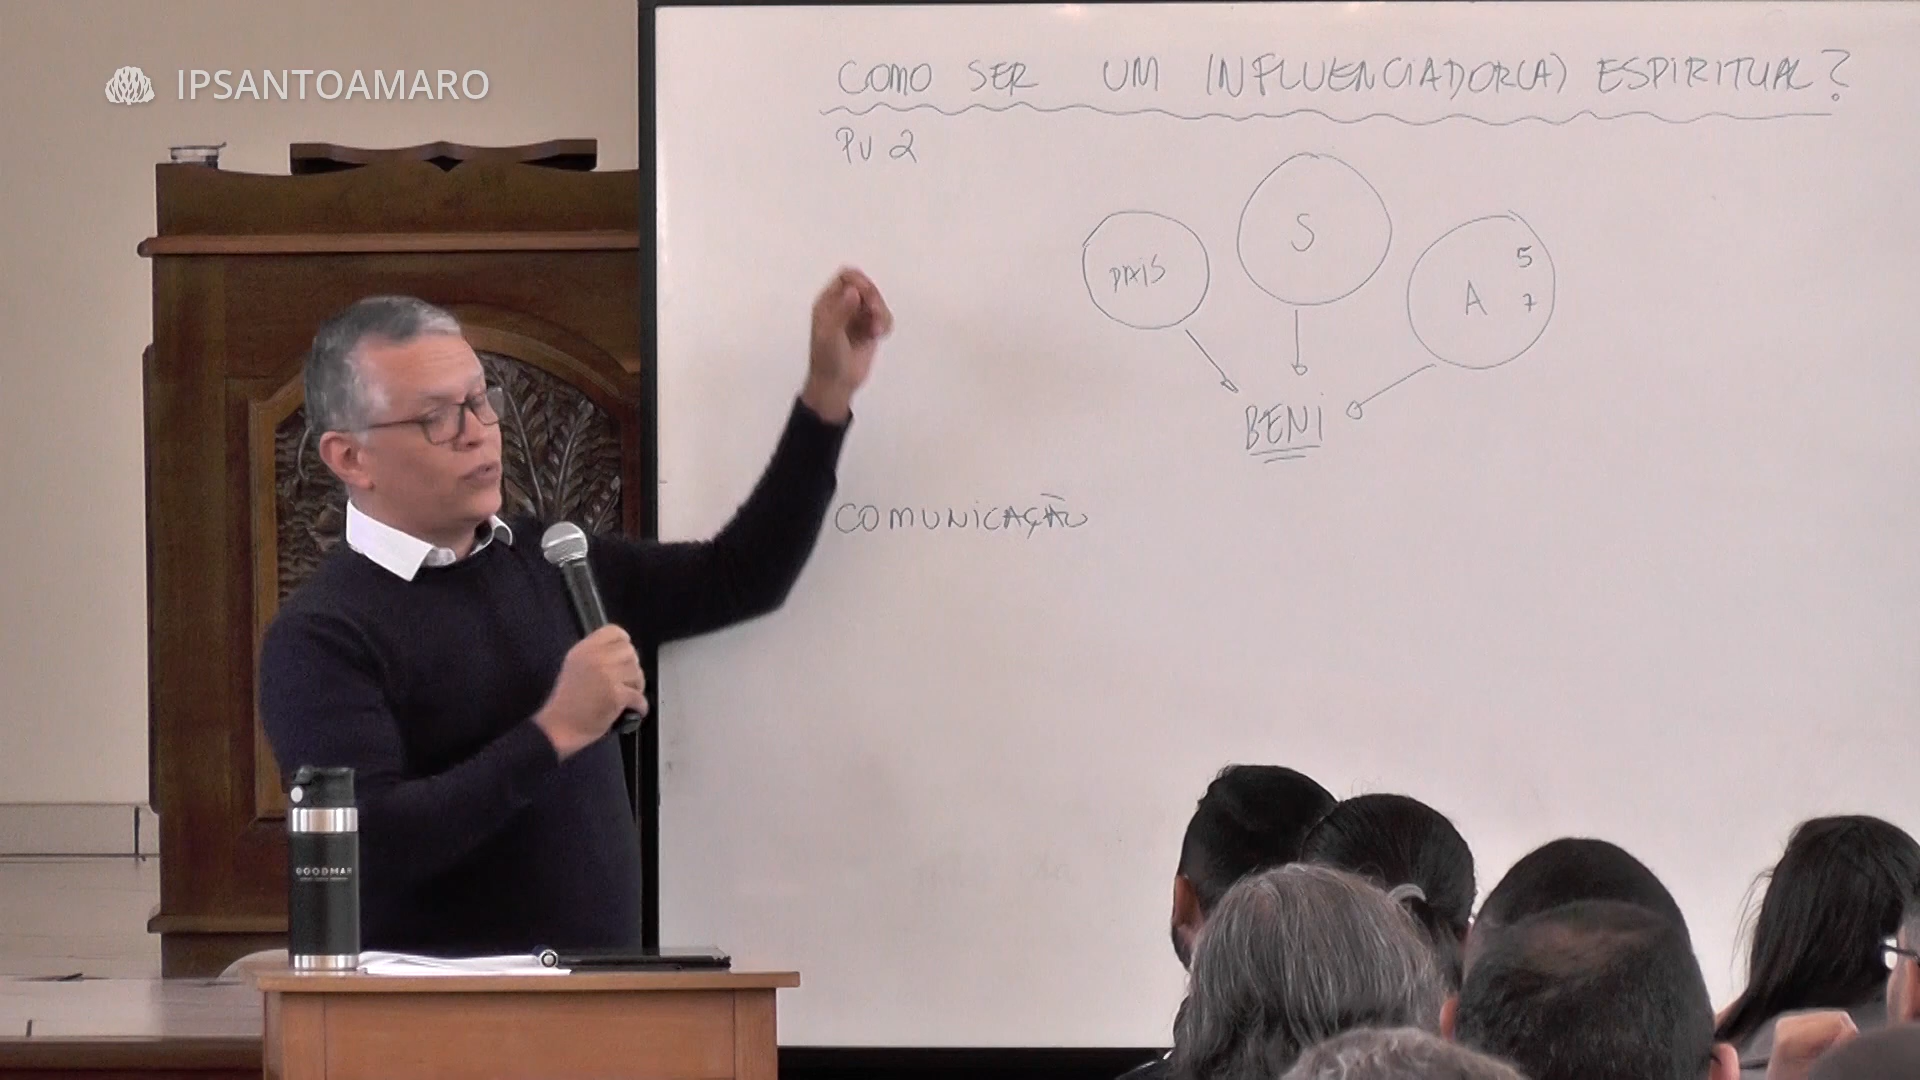 IPSANTOAMARO
COMO SER UM INFLUENCIADOR(A) ESPIRITUAL?
PV 2
PAIS
S
A
5
7
BENI
COMUNICAÇÃO
GOODMAN